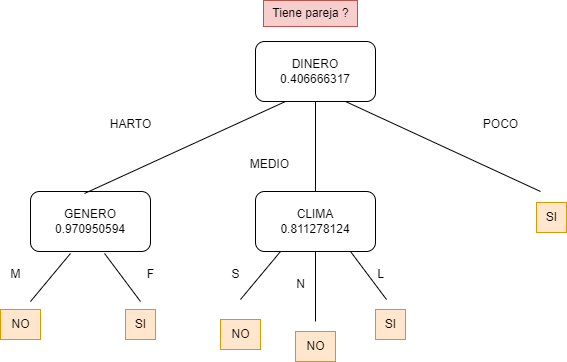 Tiene pareja ?
DINERO
0.406666317
HARTO
MEDIO
POCO
GENERO
0.970950594
CLIMA
0.811278124
SI
M
F
S
N
L
NO
SI
NO
NO
SI